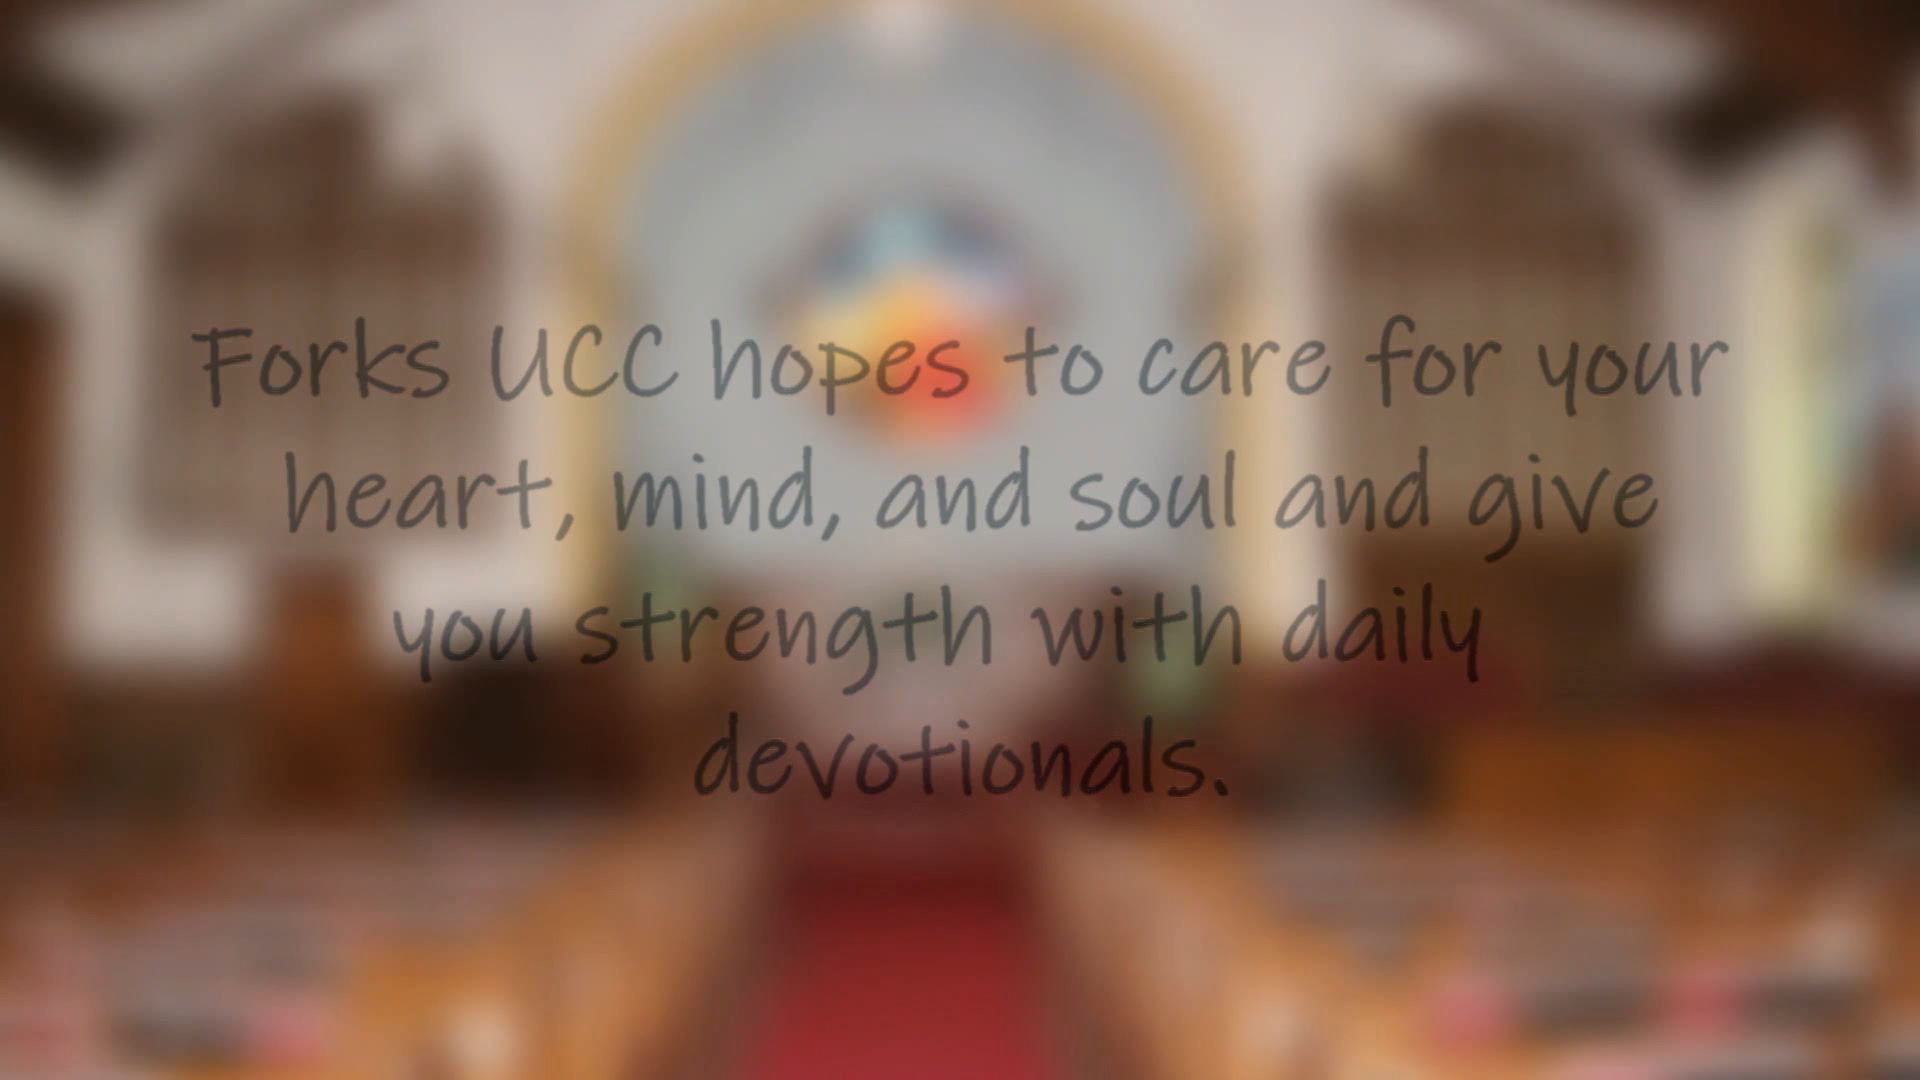 Forks UCC hopes to care for your
heart, mind, and soul and give
you strength with daily
devotionals.